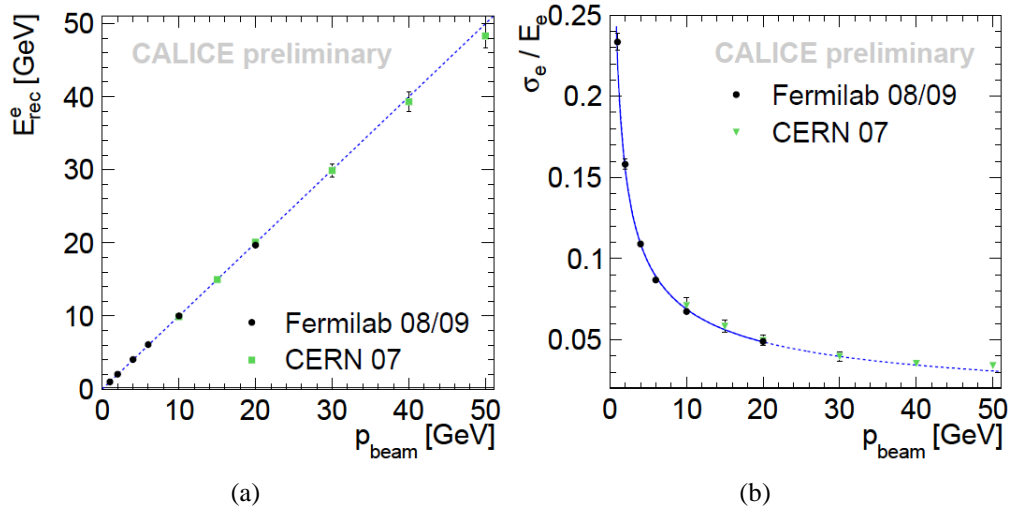 CALICE preliminary
E^e_rec [GeV]
50
40
30
20
10
0
Fermilab 08/09
CERN 07
0 10 20 30 40 50
p_beam [GeV]
(a)
CALICE preliminary
σ_e / E_e
Fermilab 08/09
CERN 07
0.25
0.2
0.15
0.1
0.05
0 10 20 30 40 50
p_beam [GeV]
(b)